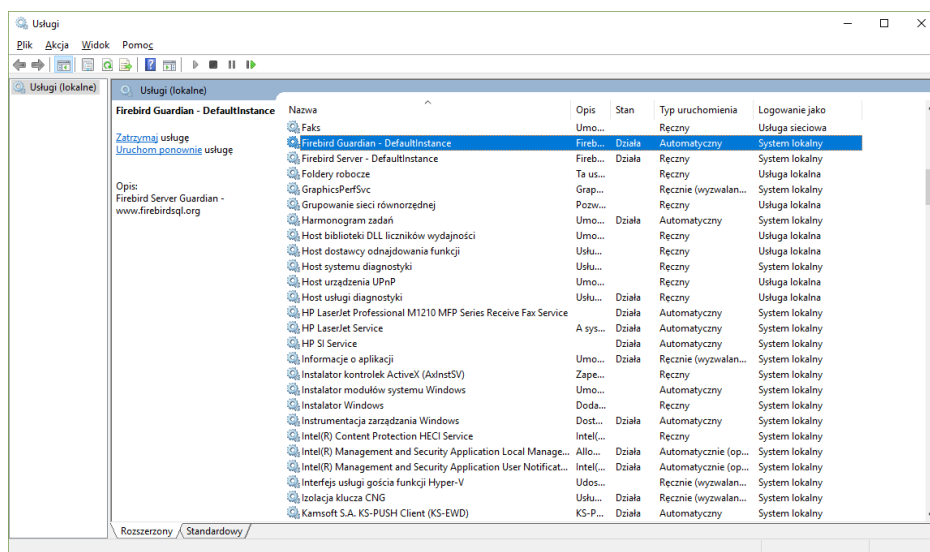 Usługi
Plik Akcja Widok Pomoc
Usługi (lokalne)
Usługi (lokalne)
Firebird Guardian - DefaultInstance
Zatrzymaj usługę
Uruchom ponownie usługę
Opis:
Firebird Server Guardian -
www.firebirdsql.org
Nazwa Opis Stan Typ uruchomienia Logowanie jako
Faks Umo... Ręczny Usługa sieciowa
Firebird Guardian - DefaultInstance Fireb... Działa Automatyczny System lokalny
Firebird Server - DefaultInstance Fireb... Działa Ręczny System lokalny
Foldery robocze Ta us... Ręczny Usługa lokalna
GraphicsPerfSvc Grap... Ręcznie (wyzwalan... System lokalny
Grupowanie sieci równorzędnej Pozw... Ręczny Usługa lokalna
Harmonogram zadań Umo... Działa Automatyczny System lokalny
Host biblioteki DLL liczników wydajności Umo... Ręczny Usługa lokalna
Host dostawcy odnajdowania funkcji Usłu... Ręczny Usługa lokalna
Host systemu diagnostyki Usłu... Ręczny System lokalny
Host urządzenia UPnP Umo... Ręczny Usługa lokalna
Host usługi diagnostyki Usłu... Działa Ręczny Usługa lokalna
HP LaserJet Professional M1210 MFP Series Receive Fax Service Działa Automatyczny System lokalny
HP LaserJet Service A sys... Działa Automatyczny System lokalny
HP SI Service Działa Automatyczny System lokalny
Informacje o aplikacji Umo... Działa Ręcznie (wyzwalan... System lokalny
Instalator kontrolek ActiveX (AxInstSV) Zape... Ręczny System lokalny
Instalator modułów systemu Windows Umo... Automatyczny System lokalny
Instalator Windows Doda... Ręczny System lokalny
Instrumentacja zarządzania Windows Dost... Działa Automatyczny System lokalny
Intel(R) Content Protection HECI Service Intel(... Ręczny System lokalny
Intel(R) Management and Security Application Local Manage... Allo... Działa Automatycznie (op... System lokalny
Intel(R) Management and Security Application User Notificat... Intel(... Działa Automatycznie (op... System lokalny
Interfejs usługi gościa funkcji Hyper-V Udos... Ręcznie (wyzwalan... System lokalny
Izolacja klucza CNG Usłu... Działa Ręcznie (wyzwalan... System lokalny
Kamsoft S.A. KS-PUSH Client (KS-EWD) KS-P... Działa Automatyczny System lokalny
Rozszerzony Standardowy